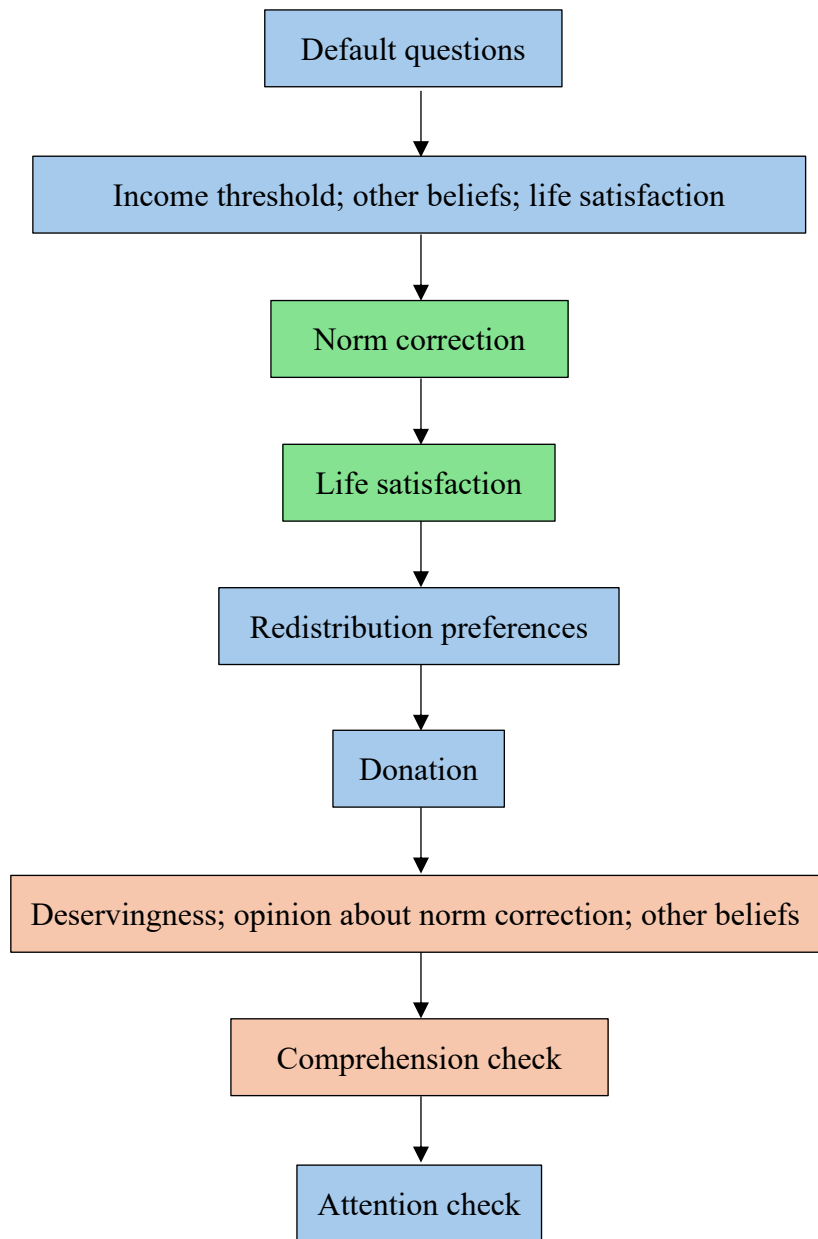 Default questions
Income threshold; other beliefs; life satisfaction
Norm correction
Life satisfaction
Redistribution preferences
Donation
Deservingness; opinion about norm correction; other beliefs
Comprehension check
Attention check